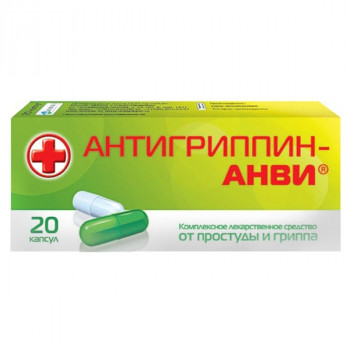 АНТИГРИППИН-
АНВИ®
20
капсул
Комплексное лекарственное средство
от простуды и гриппа